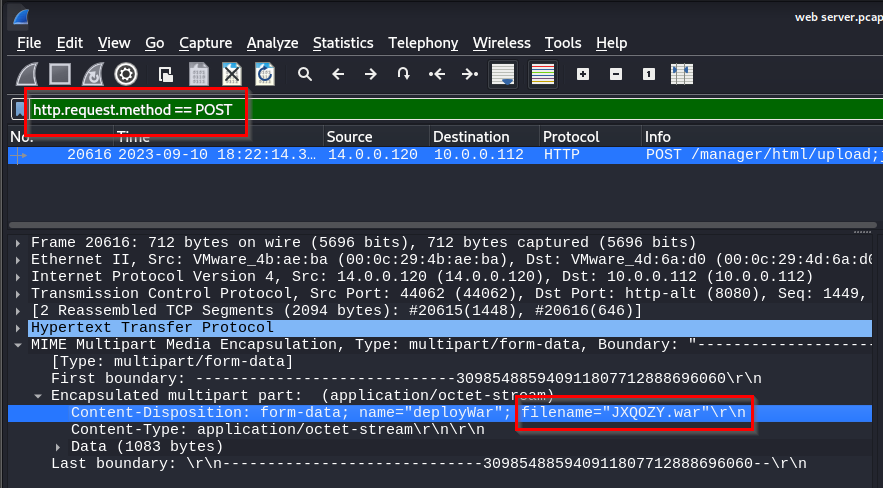 web server.pcap
File Edit View Go Capture Analyze Statistics Telephony Wireless Tools Help
http.request.method == POST
No. Time Source Destination Protocol Info
20616 2023-09-10 18:22:14.3… 14.0.0.120 10.0.0.112 HTTP POST /manager/html/upload;
Frame 20616: 712 bytes on wire (5696 bits), 712 bytes captured (5696 bits)
Ethernet II, Src: VMware_4b:ae:ba (00:0c:29:4b:ae:ba), Dst: VMware_4d:6a:d0 (00:0c:29:4d:6a:d0
Internet Protocol Version 4, Src: 14.0.0.120 (14.0.0.120), Dst: 10.0.0.112 (10.0.0.112)
Transmission Control Protocol, Src Port: 44062 (44062), Dst Port: http-alt (8080), Seq: 1449,
[2 Reassembled TCP Segments (2094 bytes): #20615(1448), #20616(646)]
Hypertext Transfer Protocol
MIME Multipart Media Encapsulation, Type: multipart/form-data, Boundary: "--------------------
[Type: multipart/form-data]
First boundary: -----------------------------309854885940911807712888696060\r\n
Encapsulated multipart part: (application/octet-stream)
Content-Disposition: form-data; name="deployWar"; filename="JXQOZY.war"\r\n
Content-Type: application/octet-stream\r\n\r\n
Data (1083 bytes)
Last boundary: \r\n-----------------------------309854885940911807712888696060--\r\n